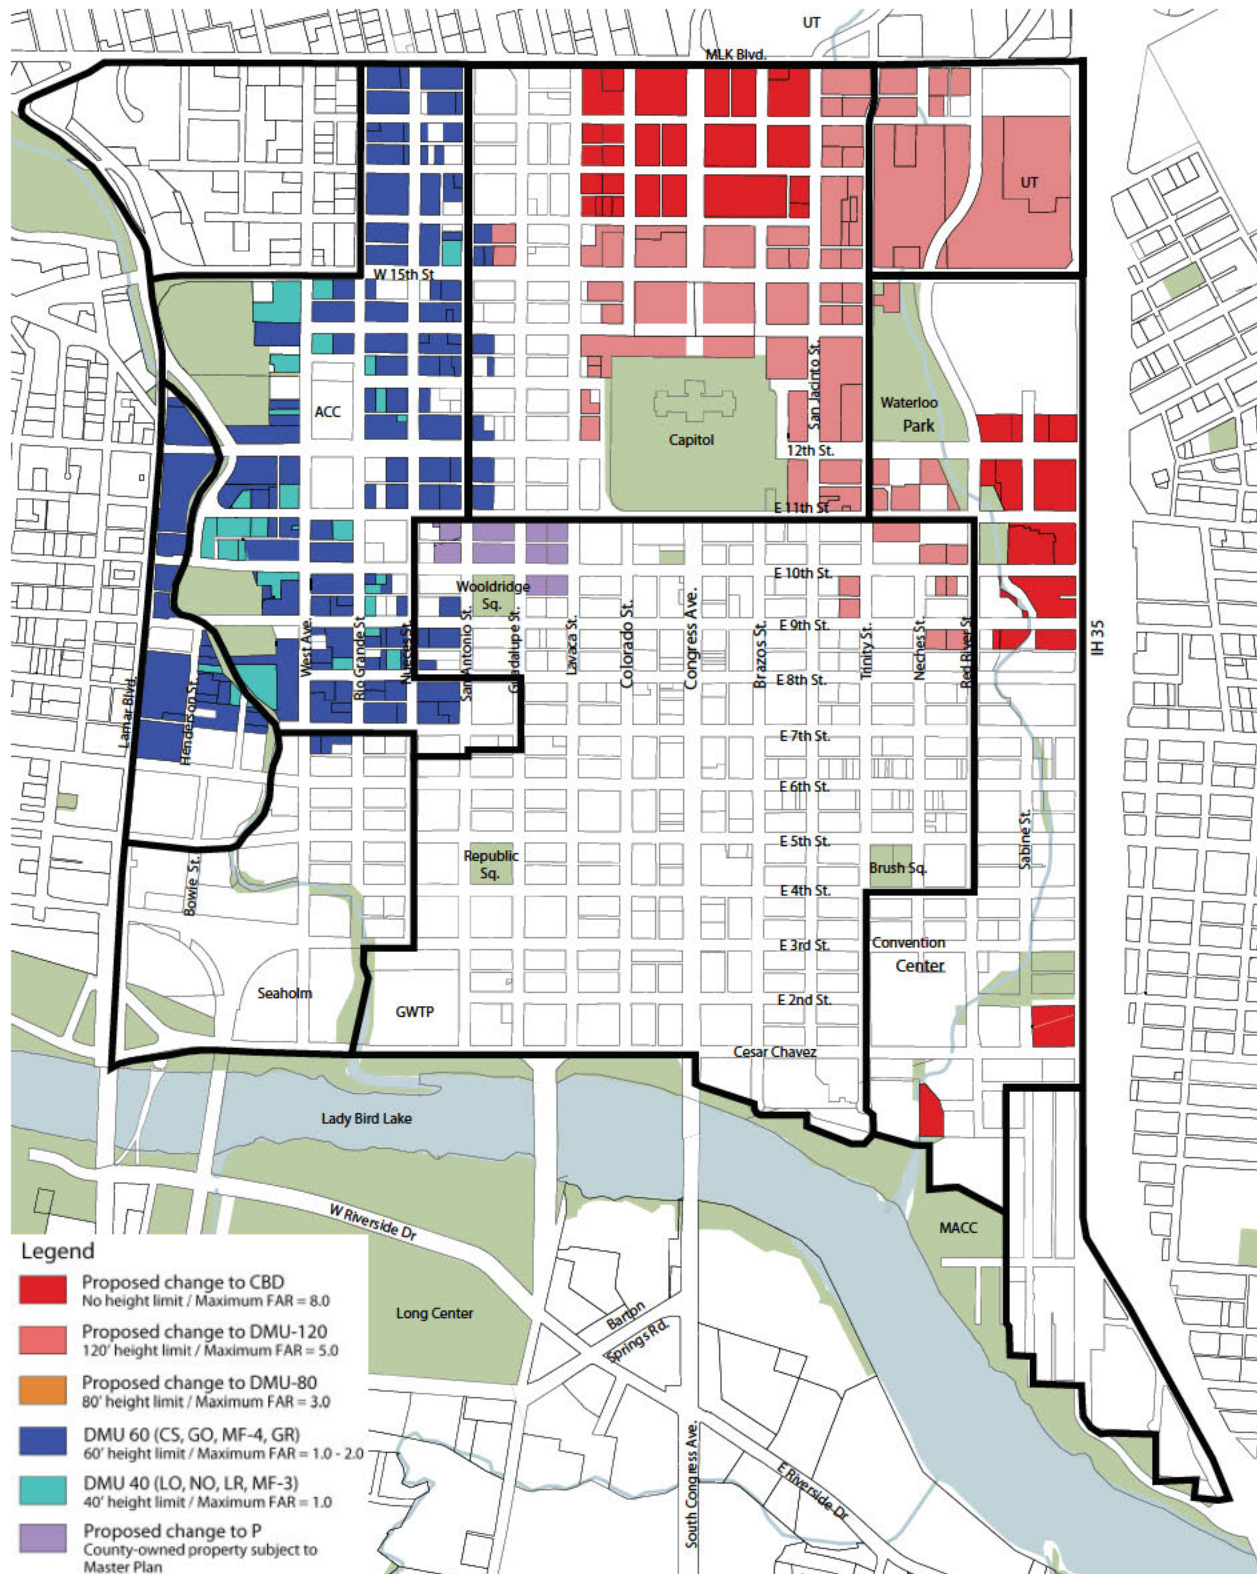 UT
MLK Blvd.
UT
W 15th St
ACC
Capitol
San Jacinto St.
Waterloo
Park
12th St.
E 11th St
E 10th St.
Wooldridge
Sq.
E 9th St.
West Ave.
Rio Grande St
Nueces St.
San Antonio St.
Guadalupe St.
Lavaca St.
Colorado St.
Congress Ave.
Brazos St.
Trinity St.
Neches St.
Red River St
IH 35
E 8th St.
Lamar Blvd.
Henderson St.
E 7th St.
E 6th St.
E 5th St.
Republic
Sq.
Brush Sq.
Sabine St.
Bowie St.
E 4th St.
E 3rd St.
Convention
Center
Seaholm
GWTP
E 2nd St.
Cesar Chavez
Lady Bird Lake
W Riverside Dr
MACC
Long Center
Barton
Springs Rd.
South Congress Ave.
E Riverside Dr
Legend
Proposed change to CBD
No height limit / Maximum FAR = 8.0
Proposed change to DMU-120
120' height limit / Maximum FAR = 5.0
Proposed change to DMU-80
80' height limit / Maximum FAR = 3.0
DMU 60 (CS, GO, MF-4, GR)
60' height limit / Maximum FAR = 1.0 - 2.0
DMU 40 (LO, NO, LR, MF-3)
40' height limit / Maximum FAR = 1.0
Proposed change to P
County-owned property subject to
Master Plan